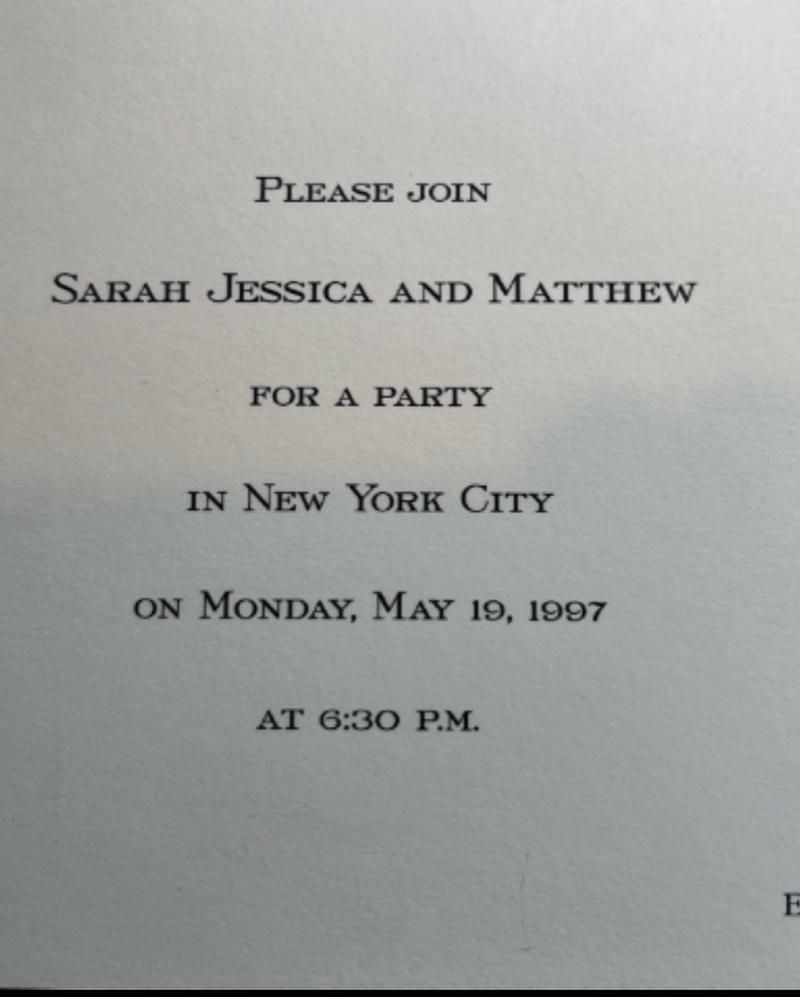 Please join
Sarah Jessica and Matthew
for a party
in New York City
on Monday, May 19, 1997
at 6:30 p.m.